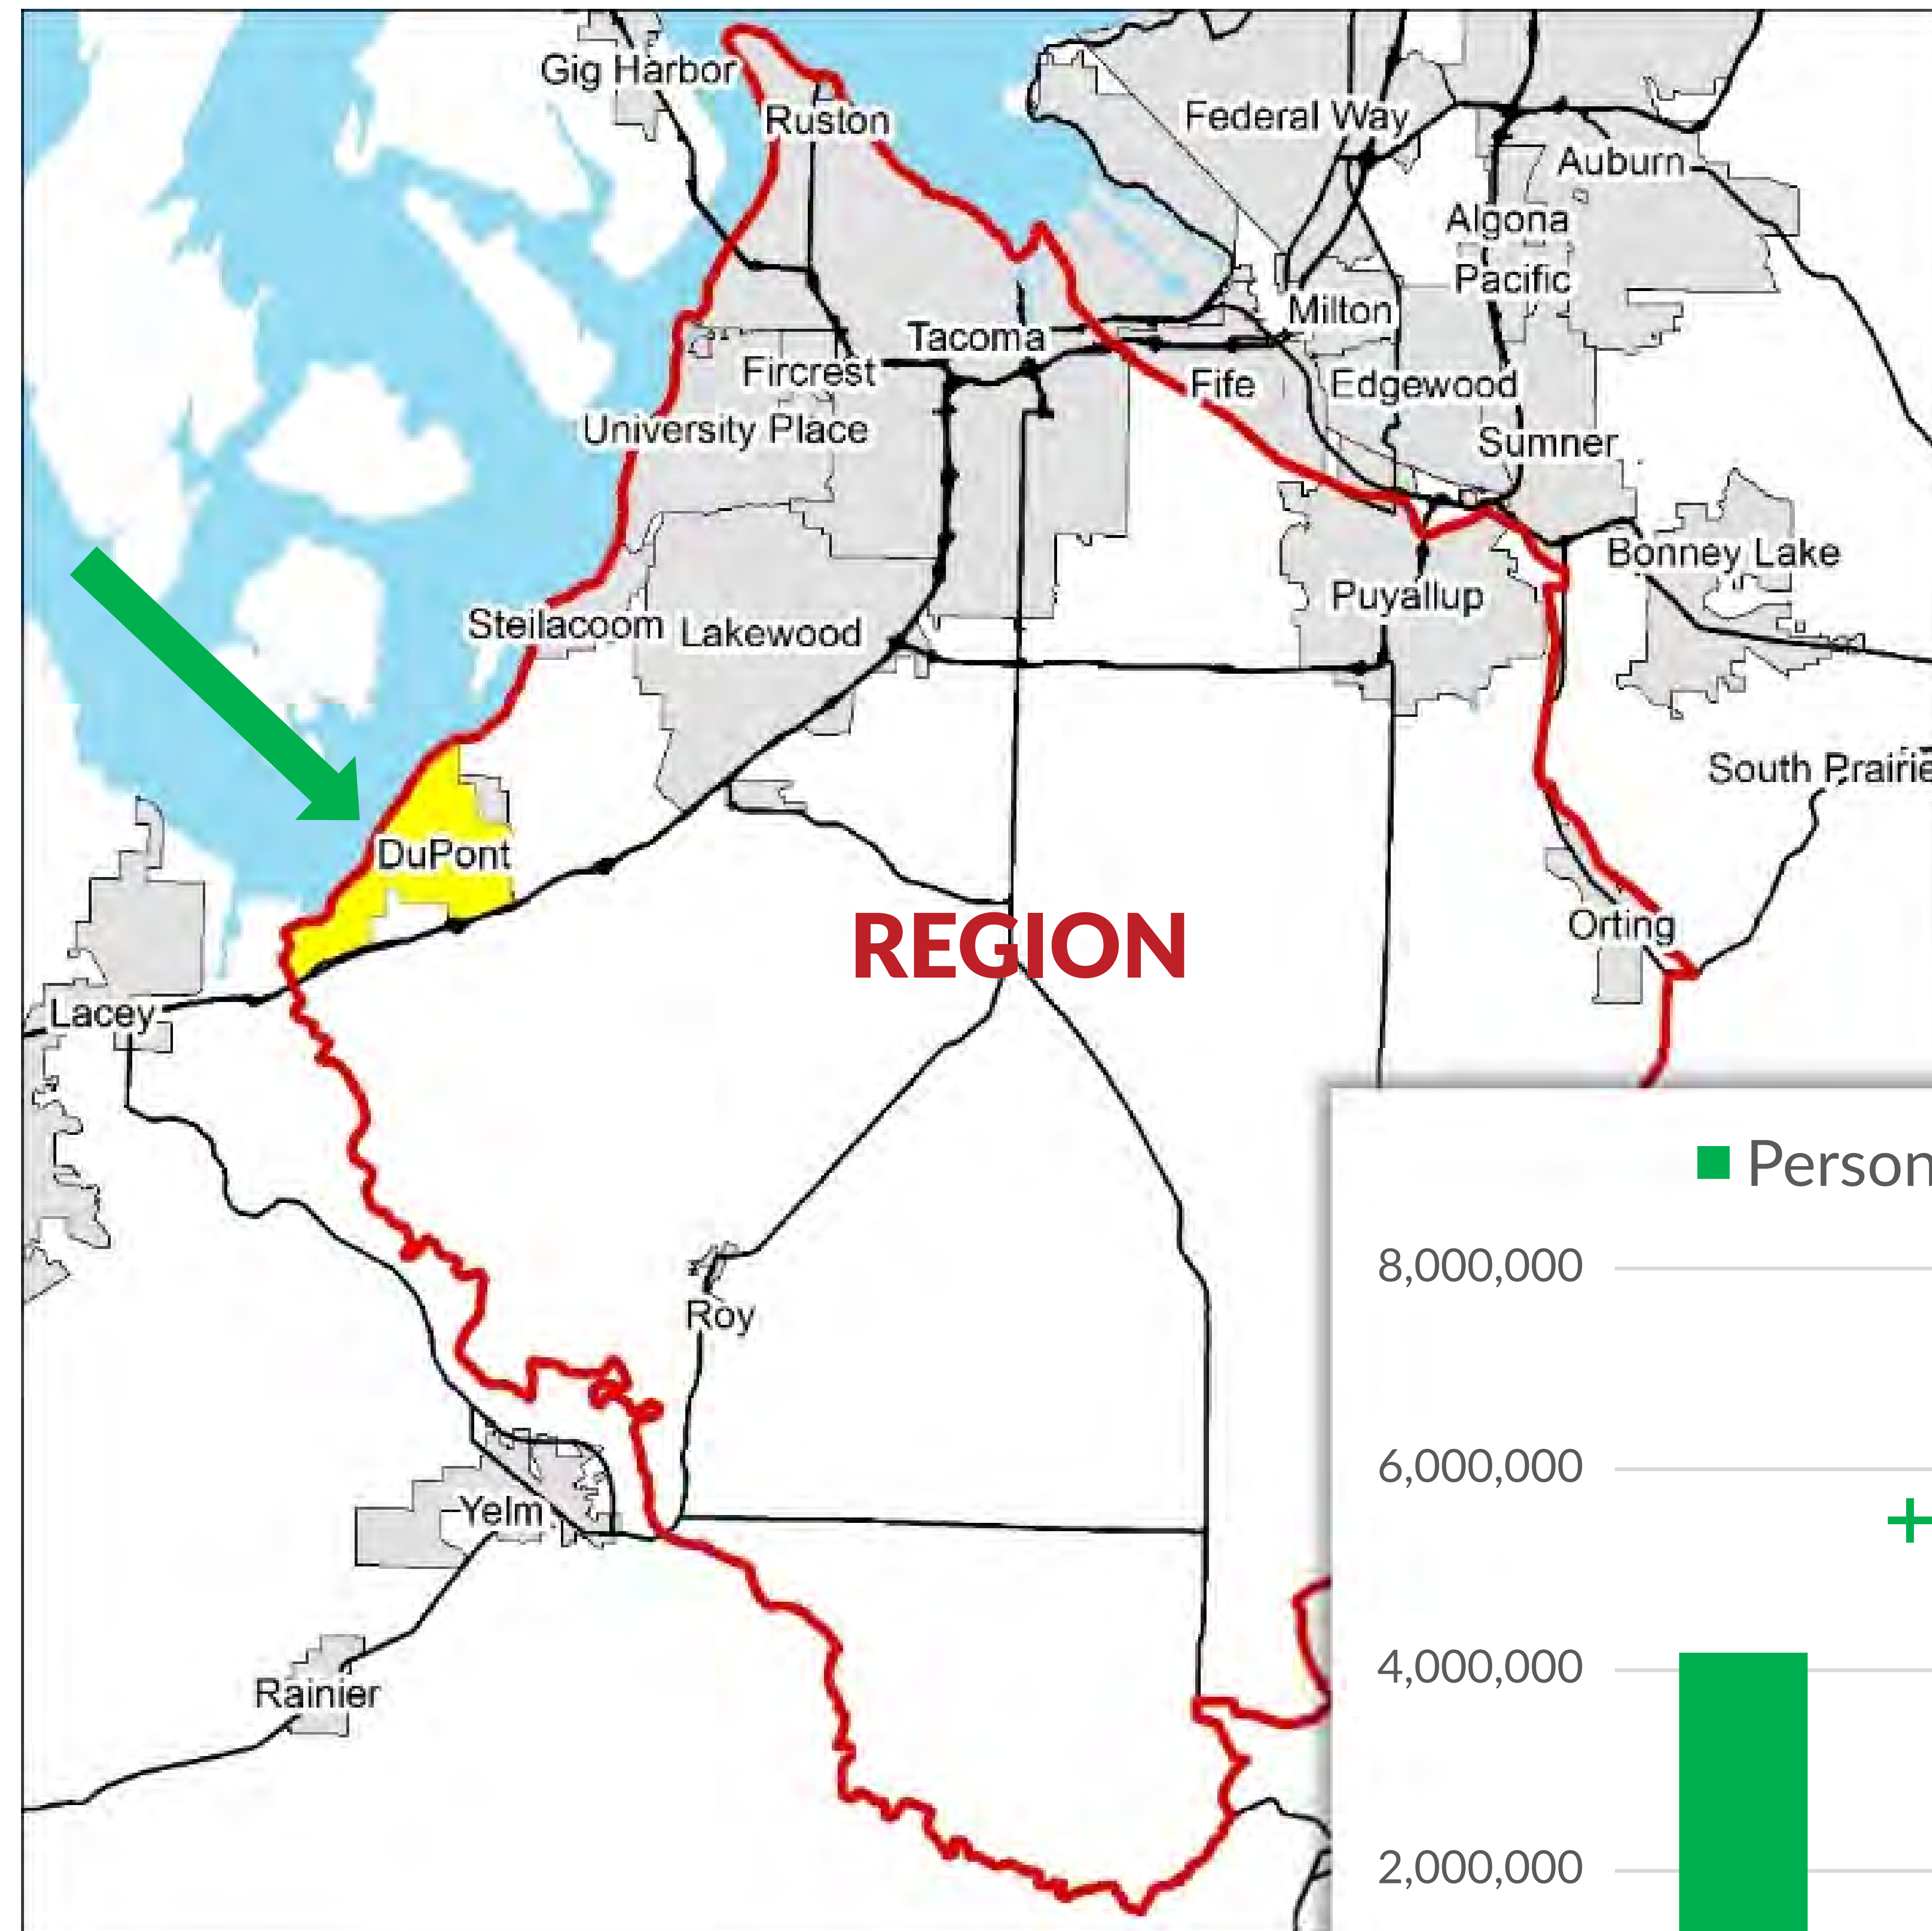 Gig Harbor
Ruston
Federal Way
Auburn
Algona
Pacific
Milton
Tacoma
Fircrest
Fife
Edgewood
University Place
Sumner
Bonney Lake
Puyallup
Steilacoom
Lakewood
South Prairie
DuPont
REGION
Orting
Lacey
Roy
Yelm
Rainier
Person
8,000,000
6,000,000
+
4,000,000
2,000,000